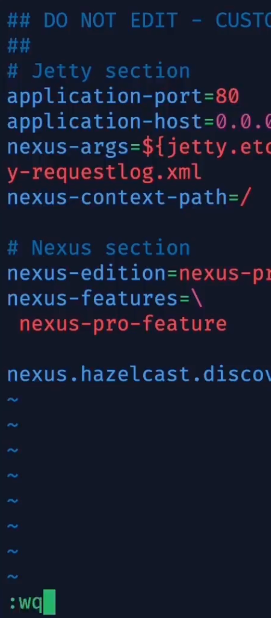 ## DO NOT EDIT - CUSTO
##
# Jetty section
application-port=80
application-host=0.0.0
nexus-args=${jetty.etc
y-requestlog.xml
nexus-context-path=/
# Nexus section
nexus-edition=nexus-pr
nexus-features=\
nexus-pro-feature
nexus.hazelcast.discov
~
~
~
~
~
~
~
~
:wq